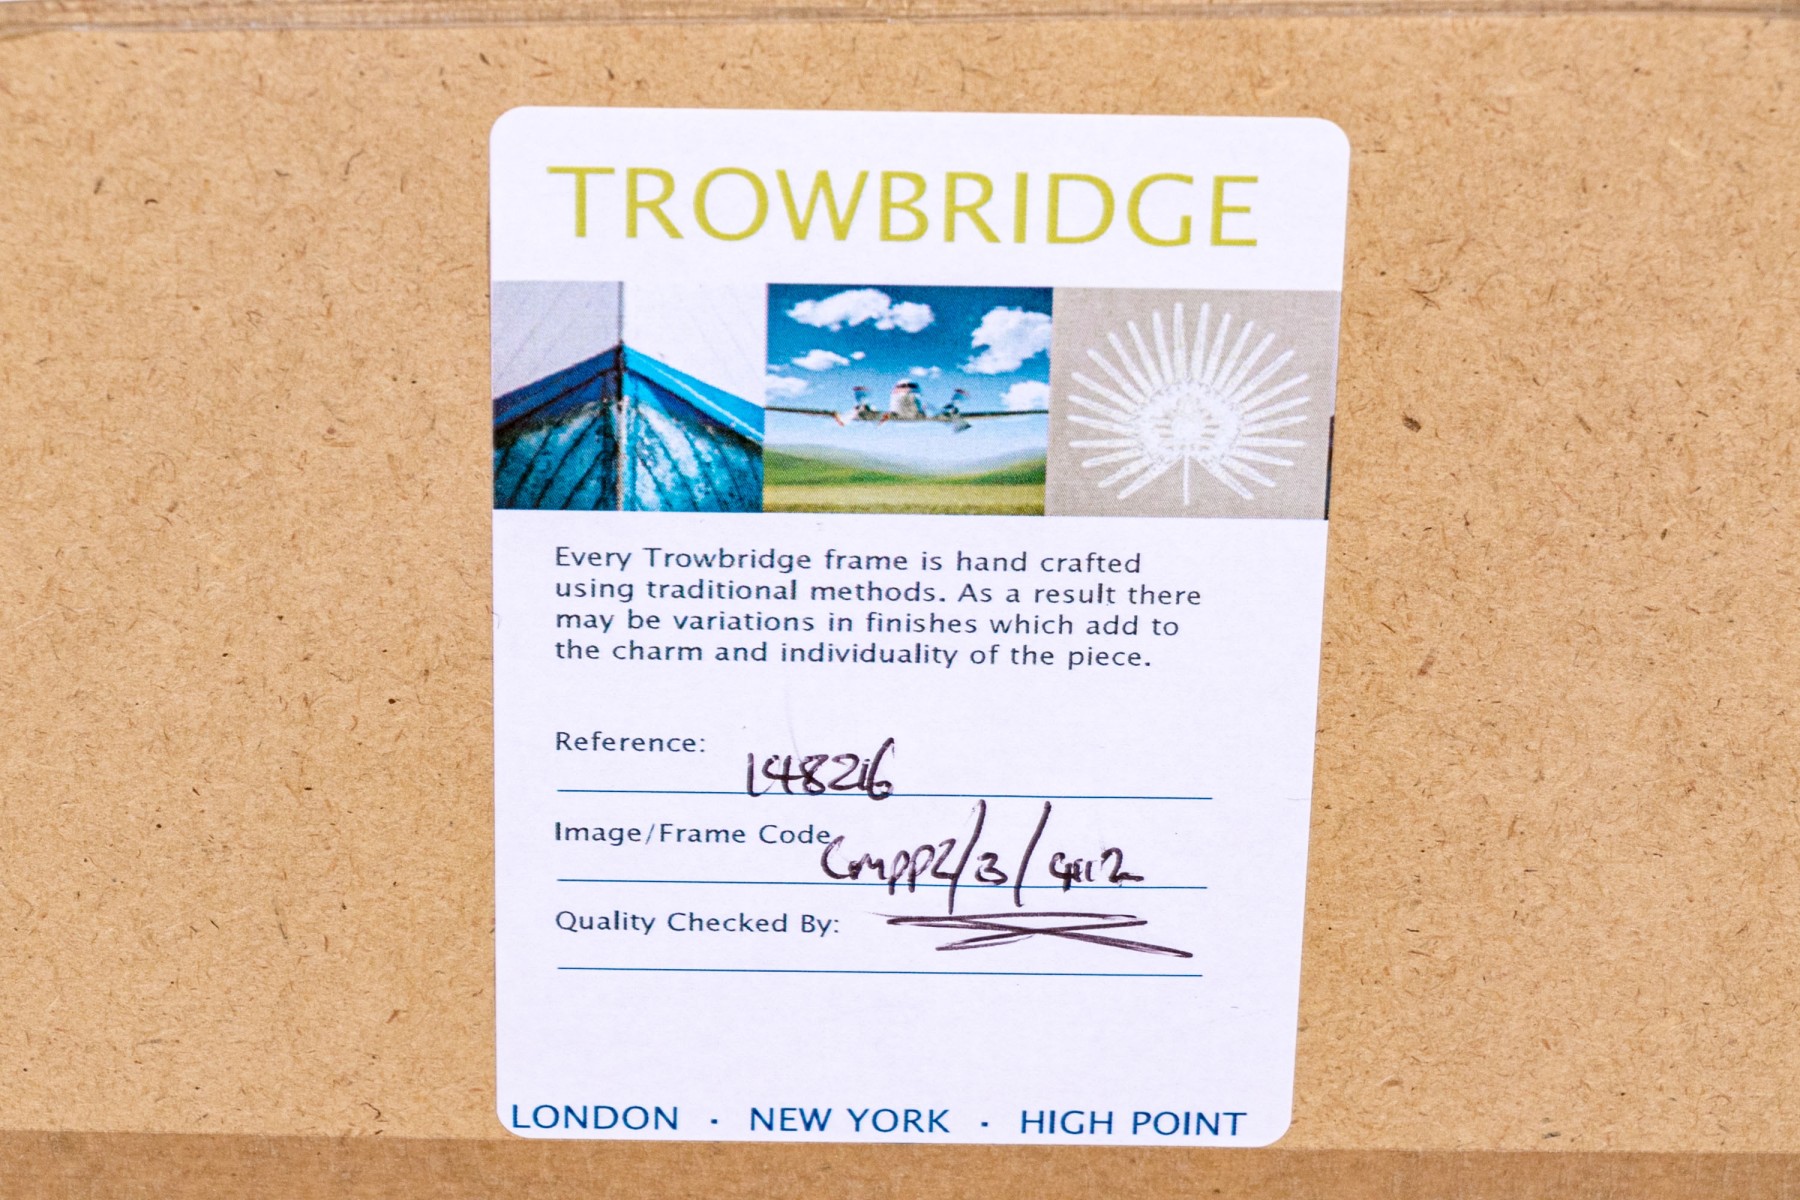 TROWBRIDGE
Every Trowbridge frame is hand crafted
using traditional methods. As a result there
may be variations in finishes which add to
the charm and individuality of the piece.
Reference: 148216
Image/Frame Code
Quality Checked By:
LONDON · NEW YORK · HIGH POINT